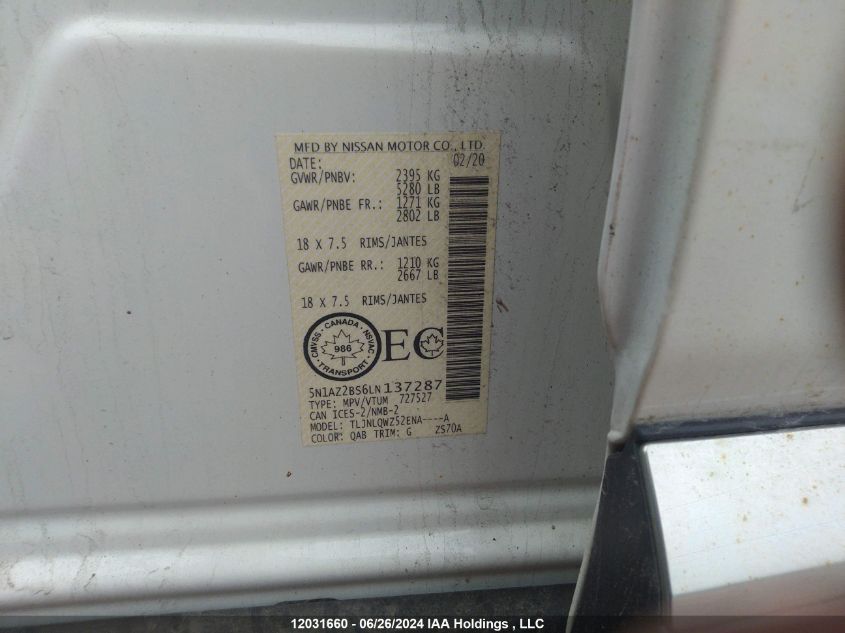 MFD BY NISSAN MOTOR CO., LTD.
DATE: 02/20
GVWR/PNBV: 2395 KG
5280 LB
GAWR/PNBE FR.: 1271 KG
2802 LB
18 X 7.5 RIMS/JANTES
GAWR/PNBE RR.: 1210 KG
2667 LB
18 X 7.5 RIMS/JANTES
CMVSS - CANADA - NSVAC
986
TRANSPORT
EC
5N1AZ2BS6LN137287
TYPE: MPV/VTUM 727527
CAN ICES-2/NMB-2
MODEL: TLJNLQWZ52ENA----A
COLOR: QAB TRIM: G ZS70A
12031660 - 06/26/2024 IAA Holdings, LLC